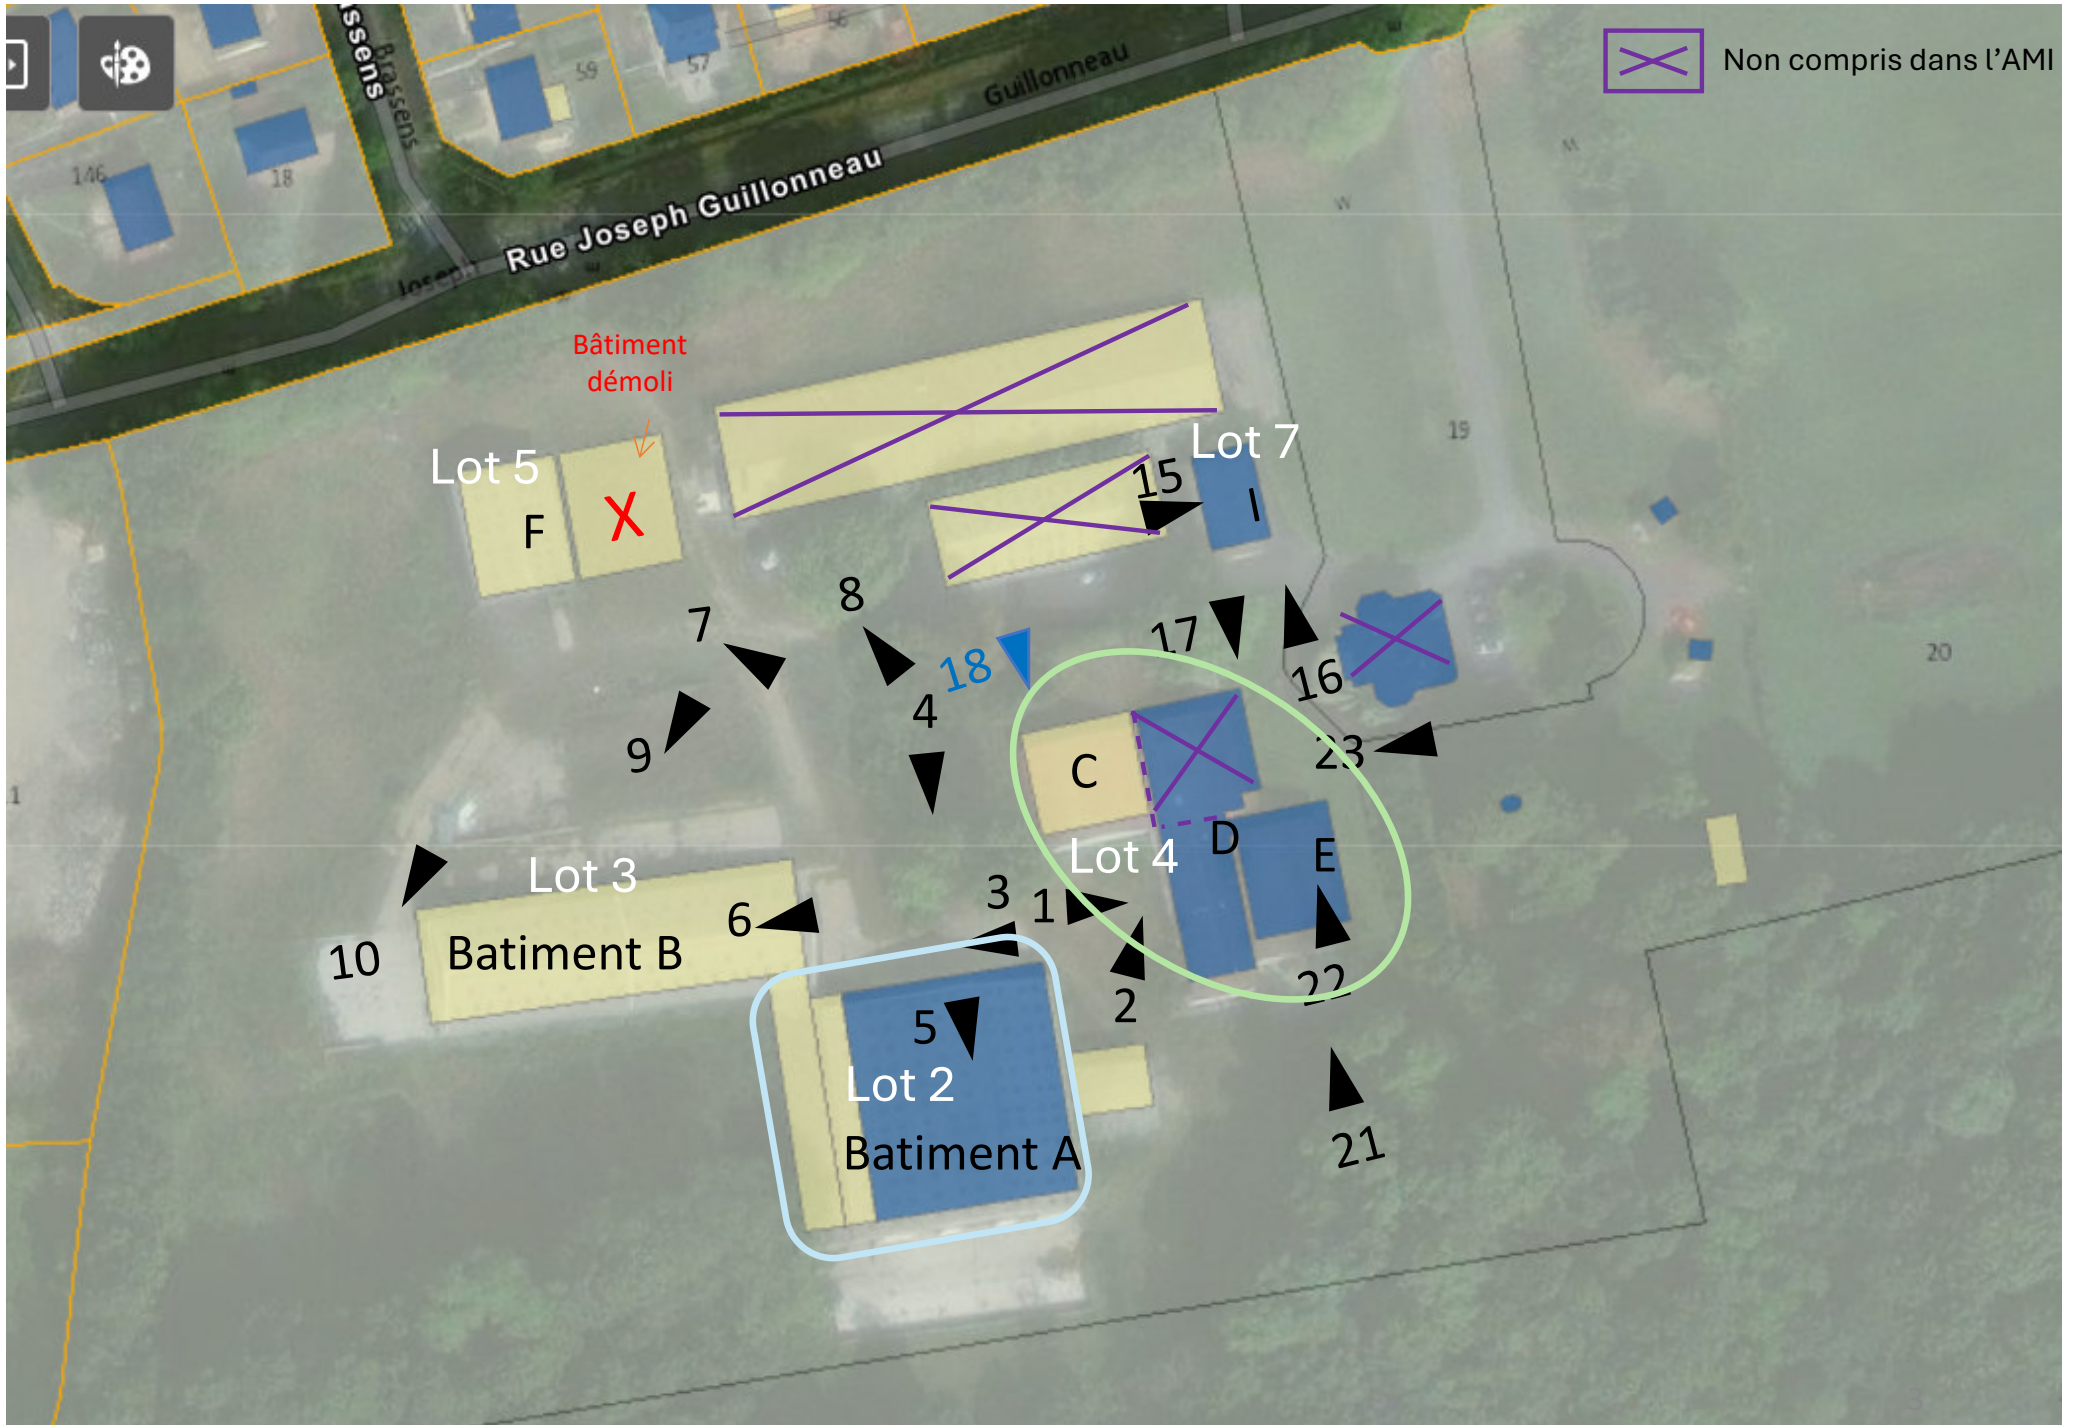 Non compris dans l’AMI
Brassens
59
57
56
146
18
Guillonneau
Rue Joseph Guillonneau
Joseph
Bâtiment
démoli
Lot 5
F
X
Lot 7
15
I
19
20
8
7
18
17
16
4
9
23
C
D
E
Lot 4
Lot 3
3
1
6
10
Batiment B
2
22
5
Lot 2
Batiment A
21